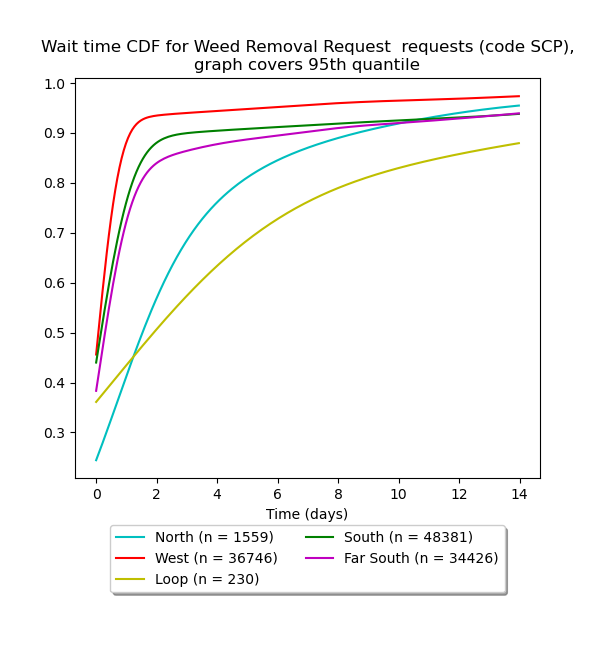 Wait time CDF for Weed Removal Request  requests (code SCP),
graph covers 95th quantile
1.0
0.9
0.8
0.7
0.6
0.5
0.4
0.3
0 2 4 6 8 10 12 14
Time (days)
North (n = 1559)
West (n = 36746)
Loop (n = 230)
South (n = 48381)
Far South (n = 34426)